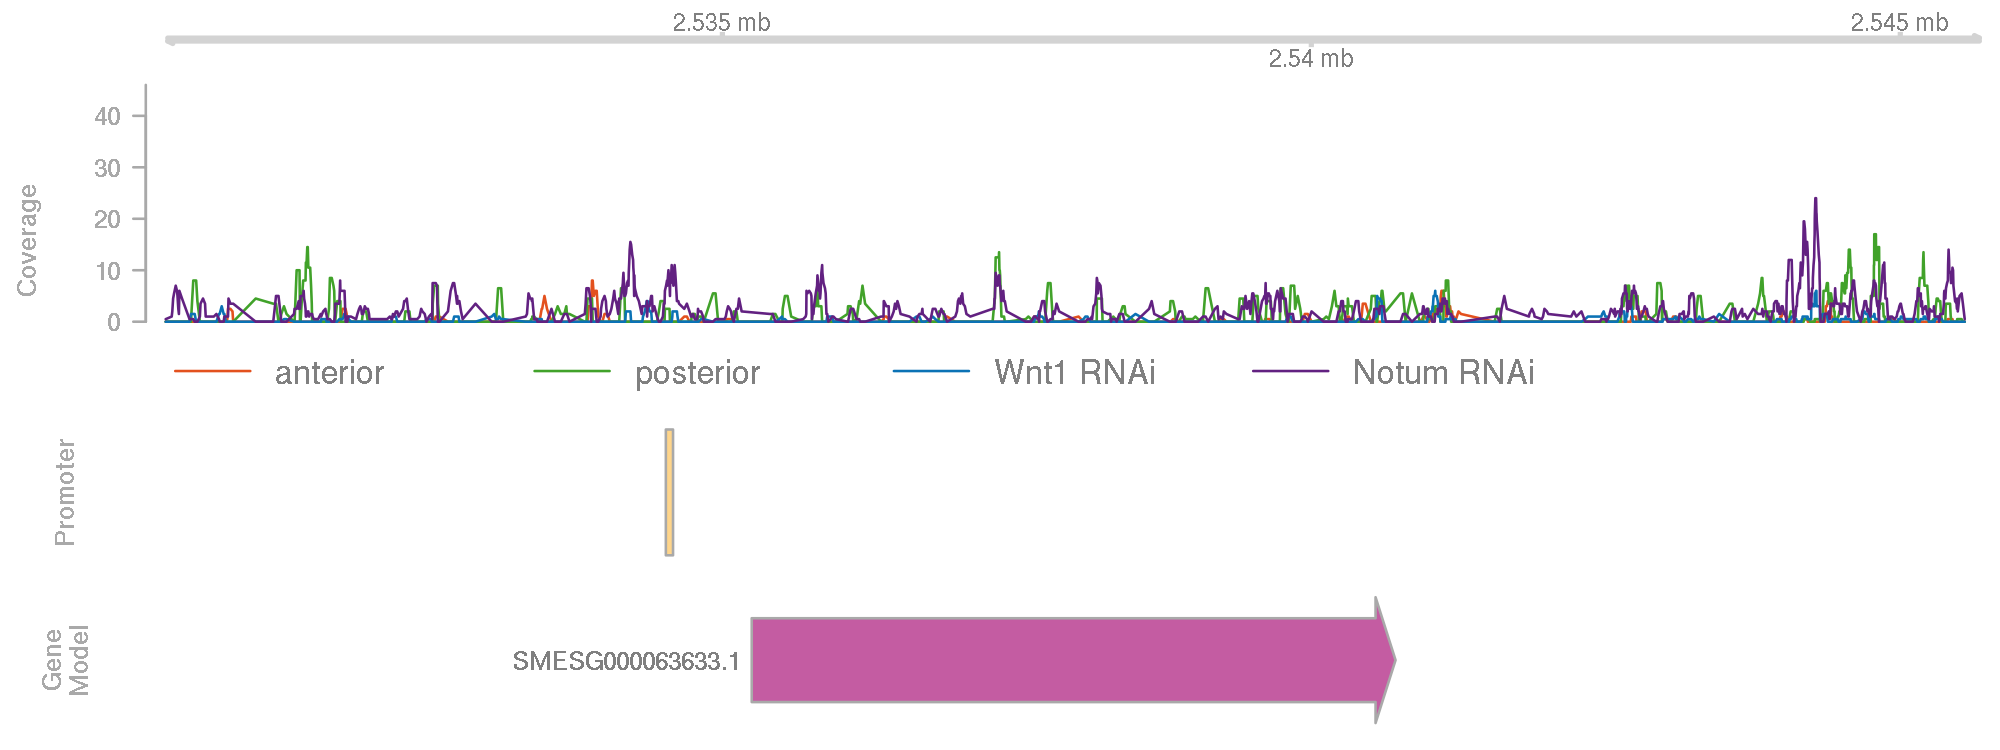 2.535 mb
2.545 mb
2.54 mb
Coverage
40
30
20
10
0
anterior
posterior
Wnt1 RNAi
Notum RNAi
Promoter
Gene
Model
SMESG000063633.1